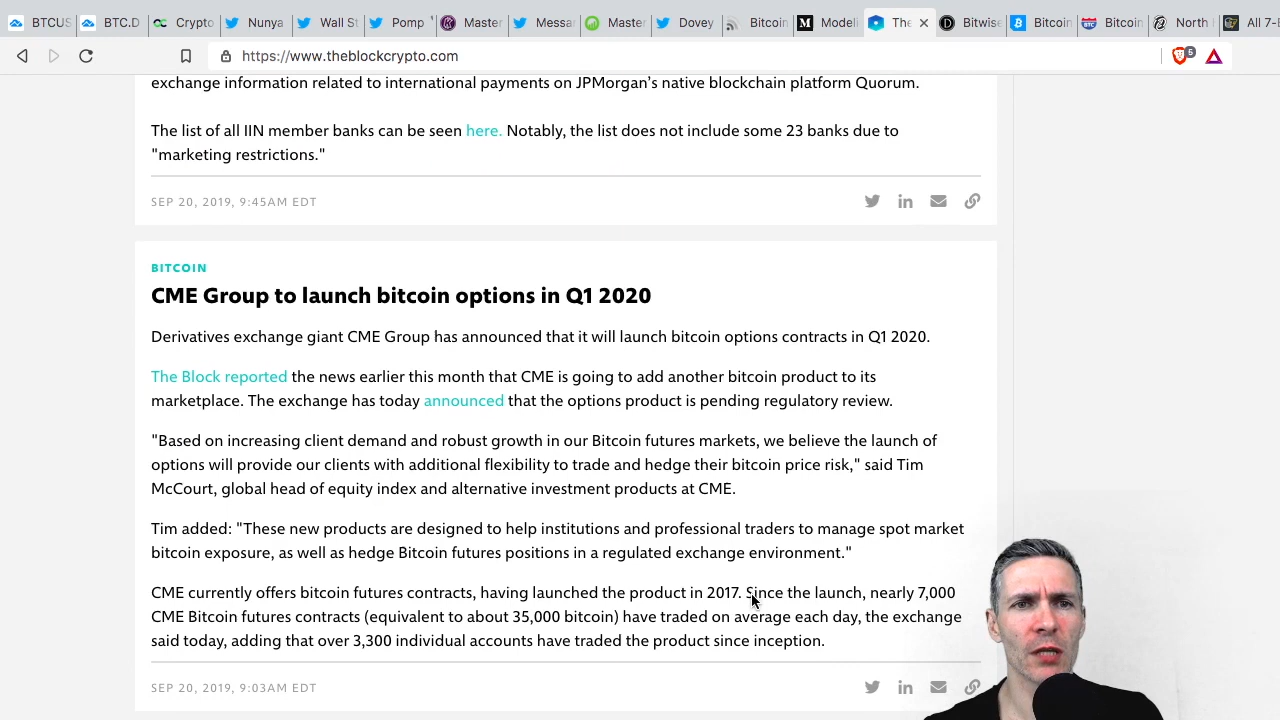 BTCUS
BTC.D
Crypto
Nunya
Wall St
Pomp
Master
Messar
Master
Dovey
Bitcoin
Modeli
The
Bitwise
Bitcoin
Bitcoin
North
All 7-
https://www.theblockcrypto.com
5
exchange information related to international payments on JPMorgan’s native blockchain platform Quorum.
The list of all IIN member banks can be seen here. Notably, the list does not include some 23 banks due to
"marketing restrictions."
SEP 20, 2019, 9:45AM EDT
BITCOIN
CME Group to launch bitcoin options in Q1 2020
Derivatives exchange giant CME Group has announced that it will launch bitcoin options contracts in Q1 2020.
The Block reported the news earlier this month that CME is going to add another bitcoin product to its
marketplace. The exchange has today announced that the options product is pending regulatory review.
"Based on increasing client demand and robust growth in our Bitcoin futures markets, we believe the launch of
options will provide our clients with additional flexibility to trade and hedge their bitcoin price risk," said Tim
McCourt, global head of equity index and alternative investment products at CME.
Tim added: "These new products are designed to help institutions and professional traders to manage spot market
bitcoin exposure, as well as hedge Bitcoin futures positions in a regulated exchange environment."
CME currently offers bitcoin futures contracts, having launched the product in 2017. Since the launch, nearly 7,000
CME Bitcoin futures contracts (equivalent to about 35,000 bitcoin) have traded on average each day, the exchange
said today, adding that over 3,300 individual accounts have traded the product since inception.
SEP 20, 2019, 9:03AM EDT